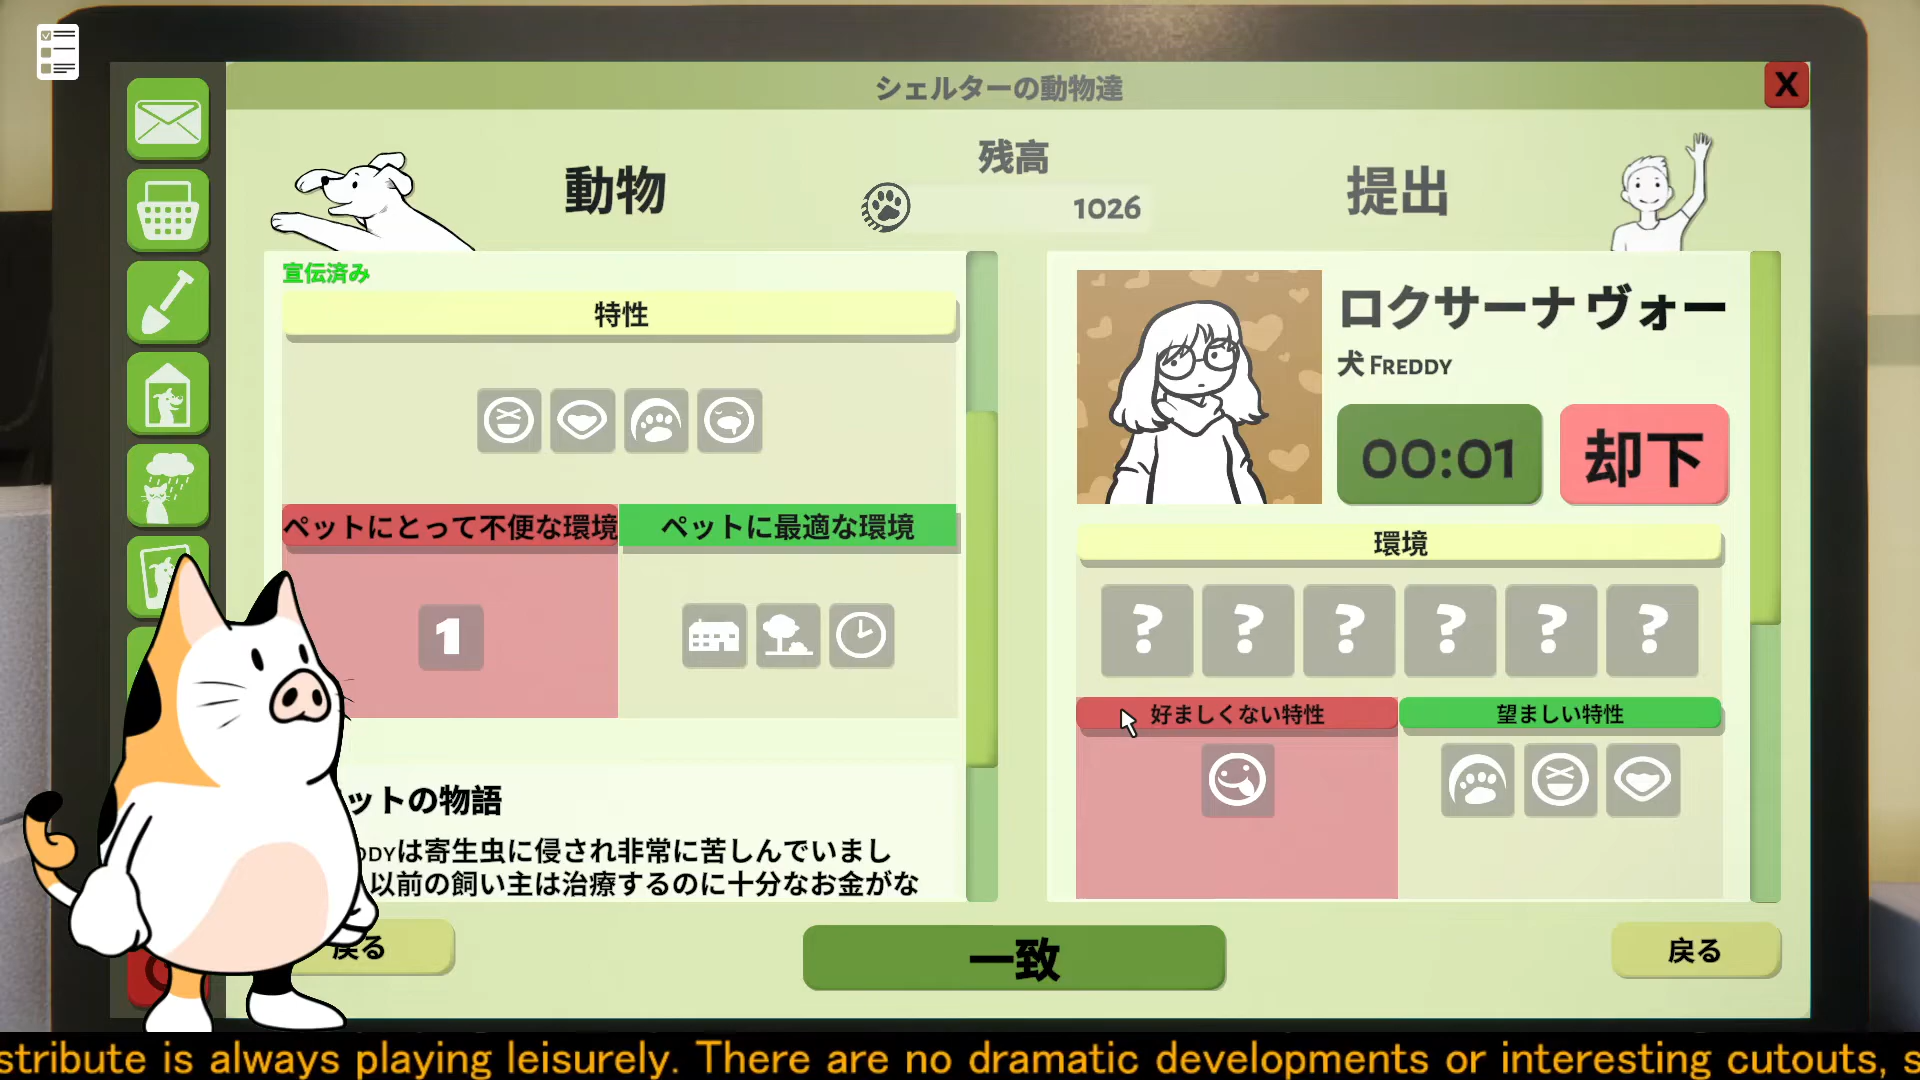 シェルターの動物達
X
動物
残高
1026
提出
宣伝済み
特性
ペットにとって不便な環境
ペットに最適な環境
1
ットの物語
DDYは寄生虫に侵され非常に苦しんでいまし
以前の飼い主は治療するのに十分なお金がな
戻る
一致
ロクサーナ ヴォー
犬 FREDDY
00:01
却下
環境
? ? ? ? ? ?
好ましくない特性
望ましい特性
戻る
stribute is always playing leisurely. There are no dramatic developments or interesting cutouts, s